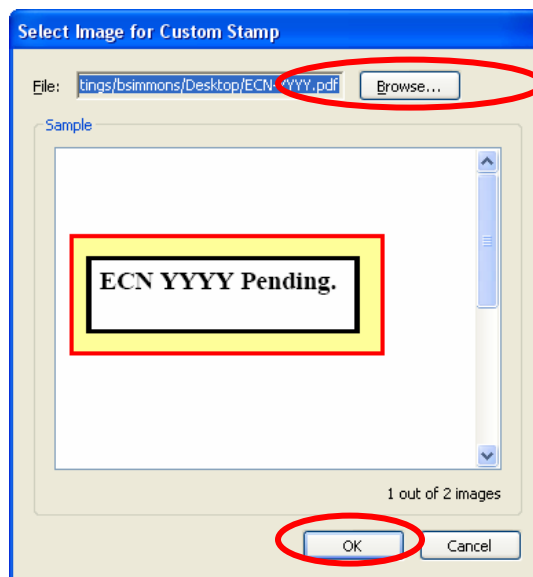 Select Image for Custom Stamp
File: tings/bsimmons/Desktop/ECN-YYYY.pdf Browse...
Sample
ECN YYYY Pending.
1 out of 2 images
OK Cancel